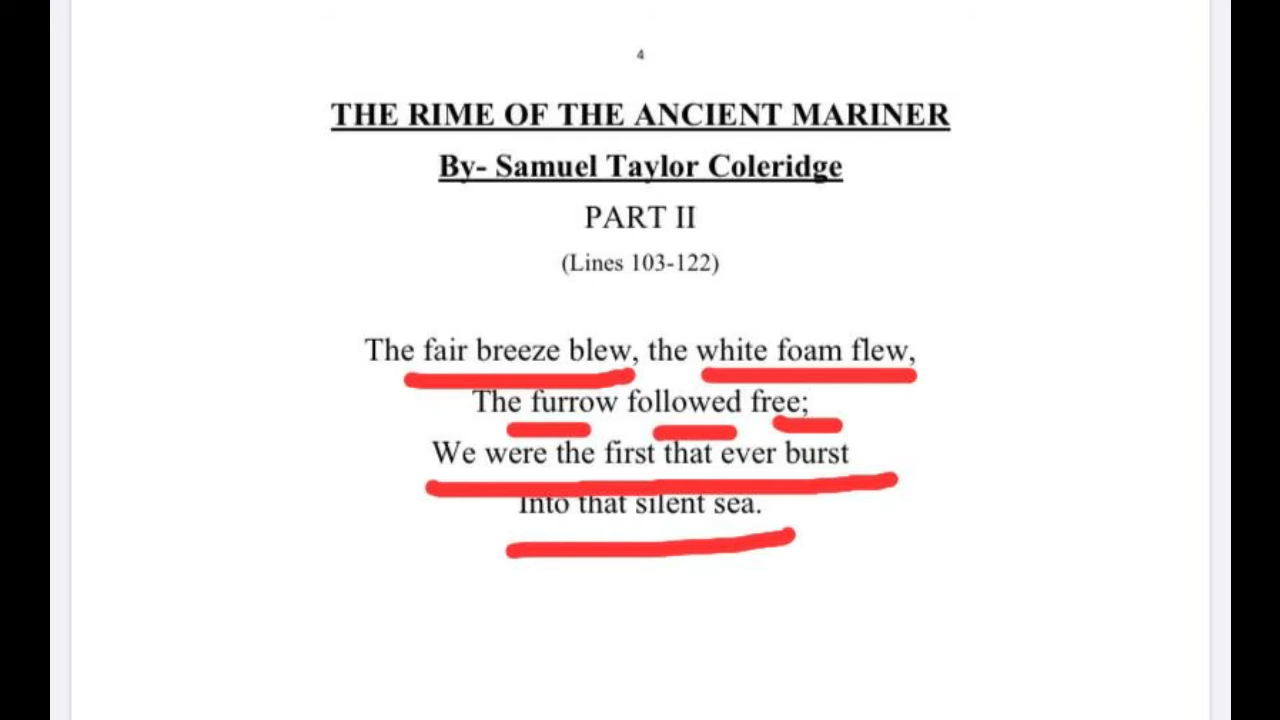 4
THE RIME OF THE ANCIENT MARINER
By- Samuel Taylor Coleridge
PART II
(Lines 103-122)
The fair breeze blew, the white foam flew,
The furrow followed free;
We were the first that ever burst
Into that silent sea.